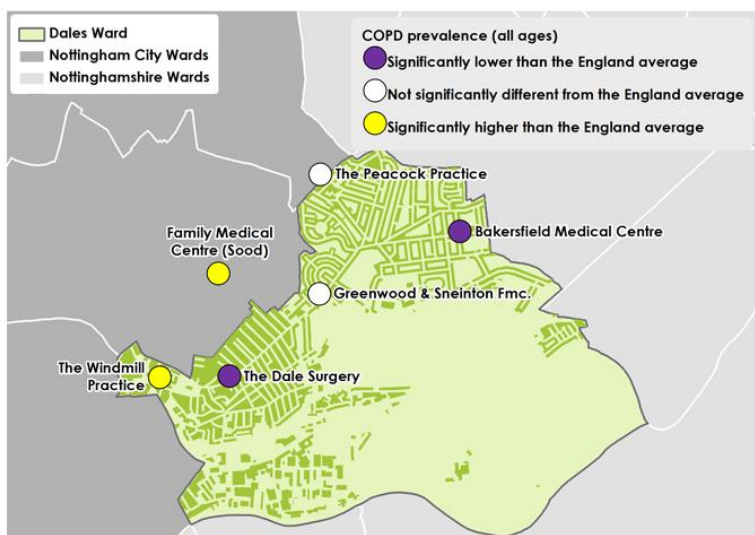 Dales Ward
Nottingham City Wards
Nottinghamshire Wards
COPD prevalence (all ages)
Significantly lower than the England average
Not significantly different from the England average
Significantly higher than the England average
The Peacock Practice
Bakersfield Medical Centre
Family Medical
Centre (Sood)
Greenwood & Sneinton Fmc.
The Windmill
Practice
The Dale Surgery